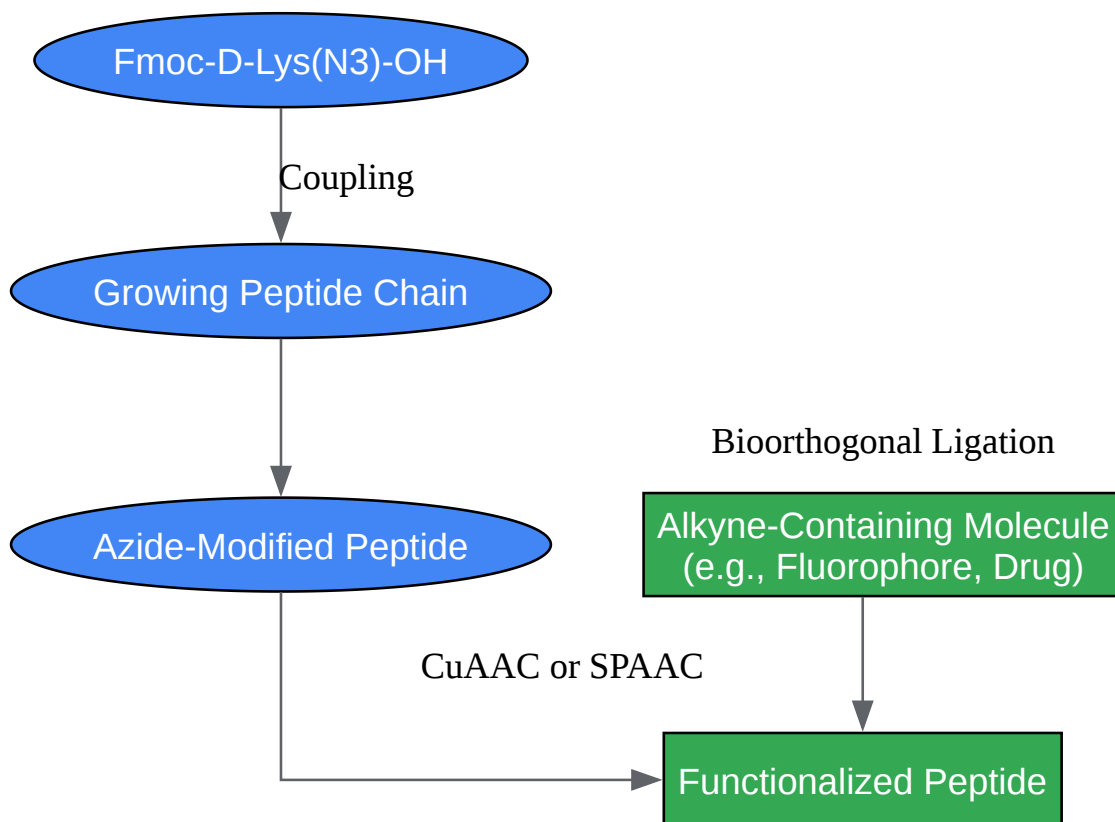 Fmoc-D-Lys(N3)-OH
Coupling
Growing Peptide Chain
Bioorthogonal Ligation
Azide-Modified Peptide
Alkyne-Containing Molecule
(e.g., Fluorophore, Drug)
CuAAC or SPAAC
Functionalized Peptide